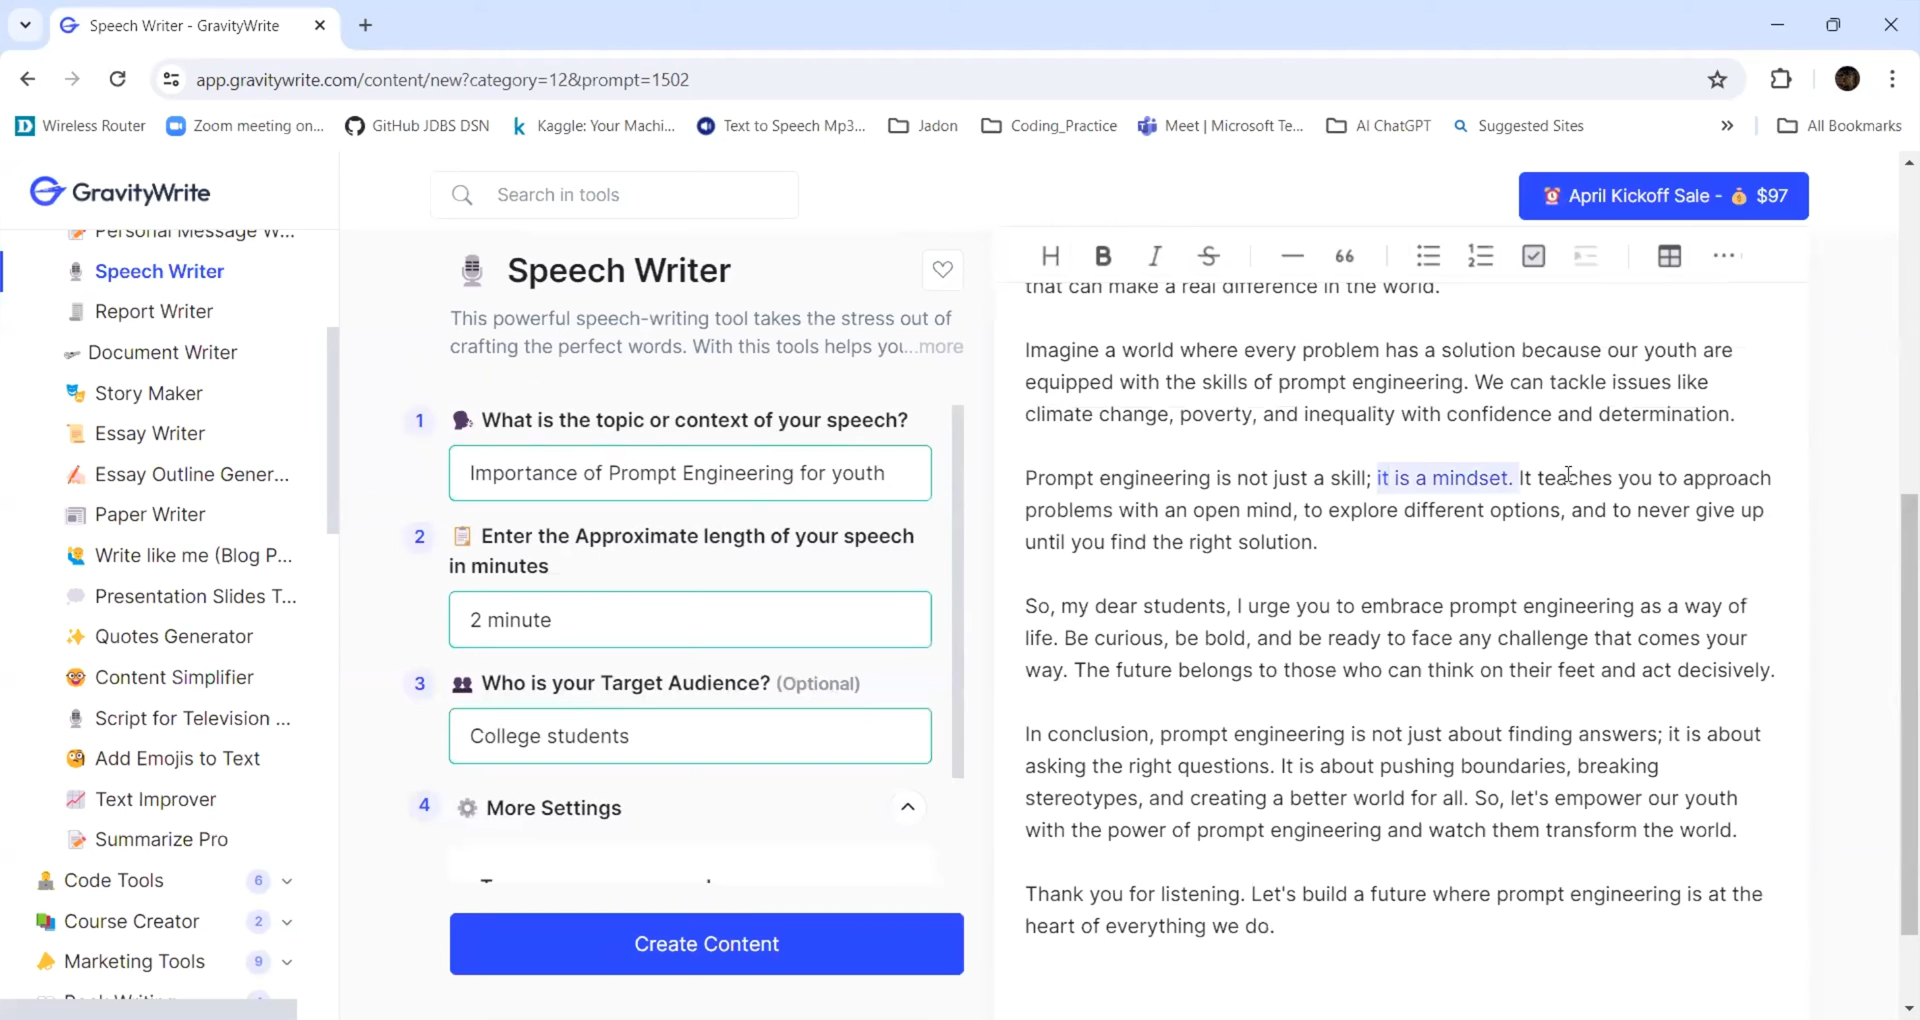 Speech Writer - GravityWrite
app.gravitywrite.com/content/new?category=12&prompt=1502
Wireless Router
Zoom meeting on...
GitHub JDBS DSN
Kaggle: Your Machi...
Text to Speech Mp3...
Jadon
Coding_Practice
Meet | Microsoft Te...
AI ChatGPT
Suggested Sites
All Bookmarks
GravityWrite
Search in tools
April Kickoff Sale - $97
Personal Message W...
Speech Writer
Report Writer
Document Writer
Story Maker
Essay Writer
Essay Outline Gener...
Paper Writer
Write like me (Blog P...
Presentation Slides T...
Quotes Generator
Content Simplifier
Script for Television ...
Add Emojis to Text
Text Improver
Summarize Pro
Code Tools 6
Course Creator 2
Marketing Tools 9
Speech Writer
This powerful speech-writing tool takes the stress out of
crafting the perfect words. With this tools helps you...more
1 What is the topic or context of your speech?
Importance of Prompt Engineering for youth
2 Enter the Approximate length of your speech
in minutes
2 minute
3 Who is your Target Audience? (Optional)
College students
4 More Settings
Create Content
H B I S 66
that can make a real difference in the world.
Imagine a world where every problem has a solution because our youth are
equipped with the skills of prompt engineering. We can tackle issues like
climate change, poverty, and inequality with confidence and determination.
Prompt engineering is not just a skill; it is a mindset. It teaches you to approach
problems with an open mind, to explore different options, and to never give up
until you find the right solution.
So, my dear students, I urge you to embrace prompt engineering as a way of
life. Be curious, be bold, and be ready to face any challenge that comes your
way. The future belongs to those who can think on their feet and act decisively.
In conclusion, prompt engineering is not just about finding answers; it is about
asking the right questions. It is about pushing boundaries, breaking
stereotypes, and creating a better world for all. So, let's empower our youth
with the power of prompt engineering and watch them transform the world.
Thank you for listening. Let's build a future where prompt engineering is at the
heart of everything we do.